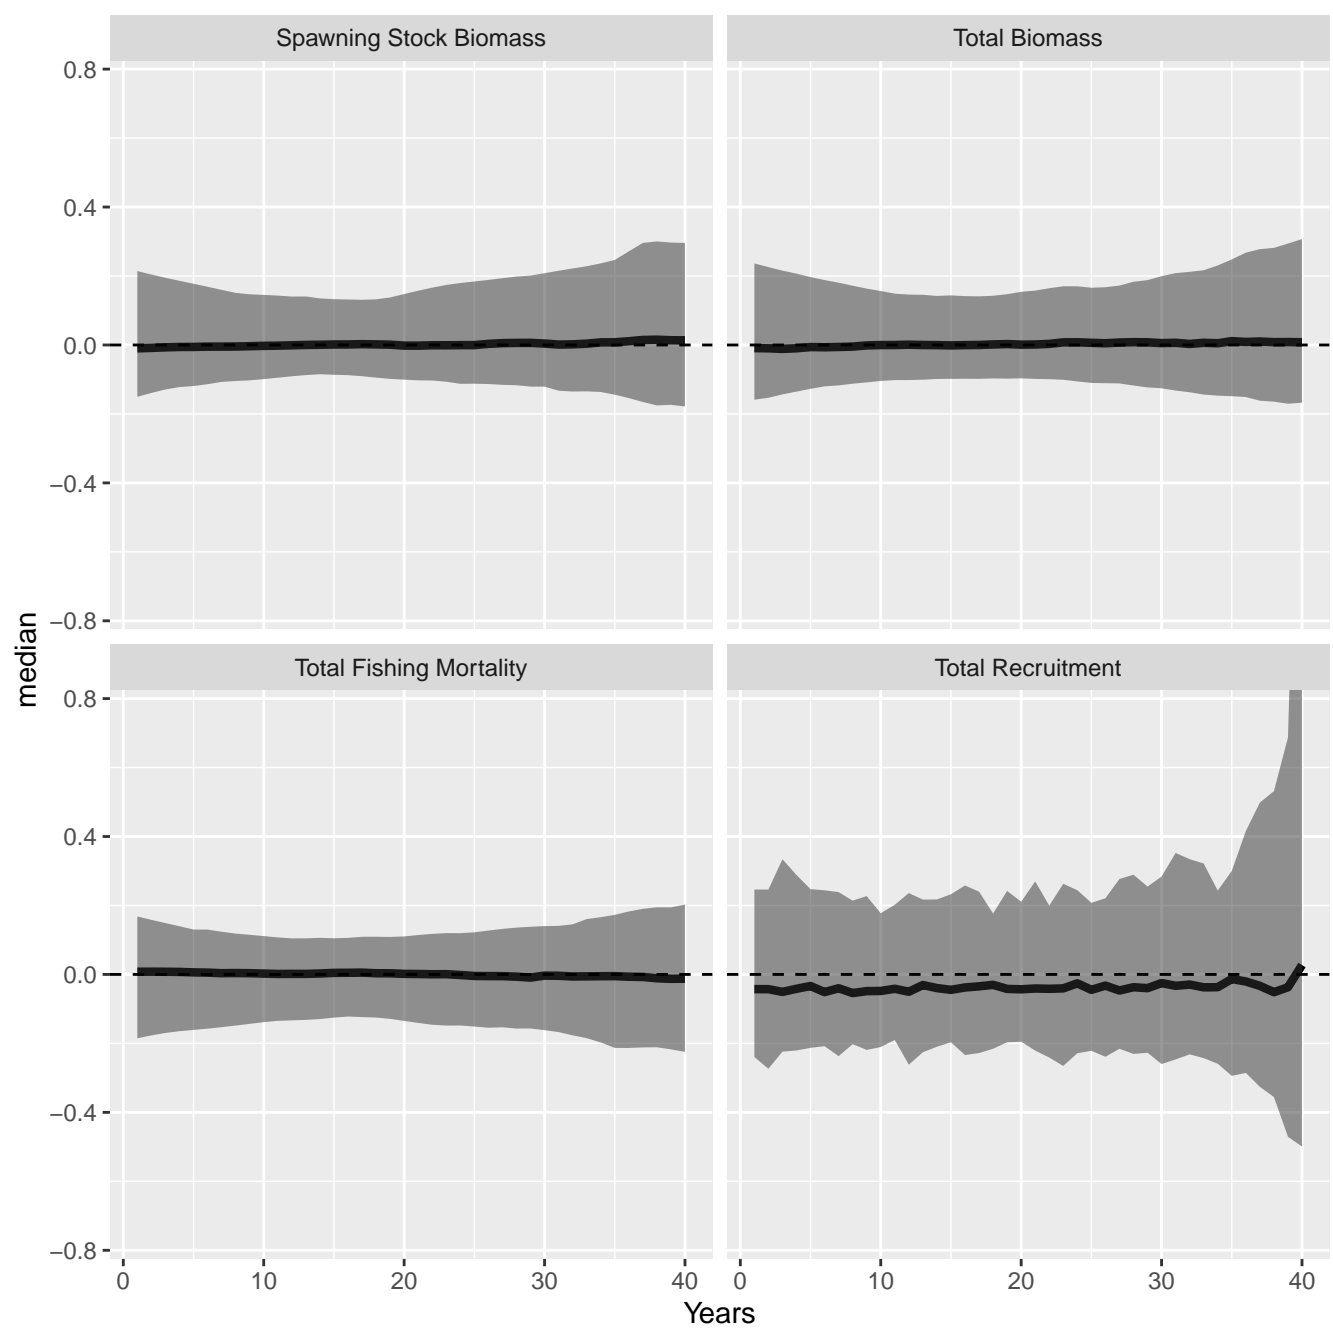 Spawning Stock Biomass
Total Biomass
0.8
0.4
0.0
−0.4
−0.8
median
Total Fishing Mortality
Total Recruitment
0.8
0.4
0.0
−0.4
−0.8
0 10 20 30 40
0 10 20 30 40
Years